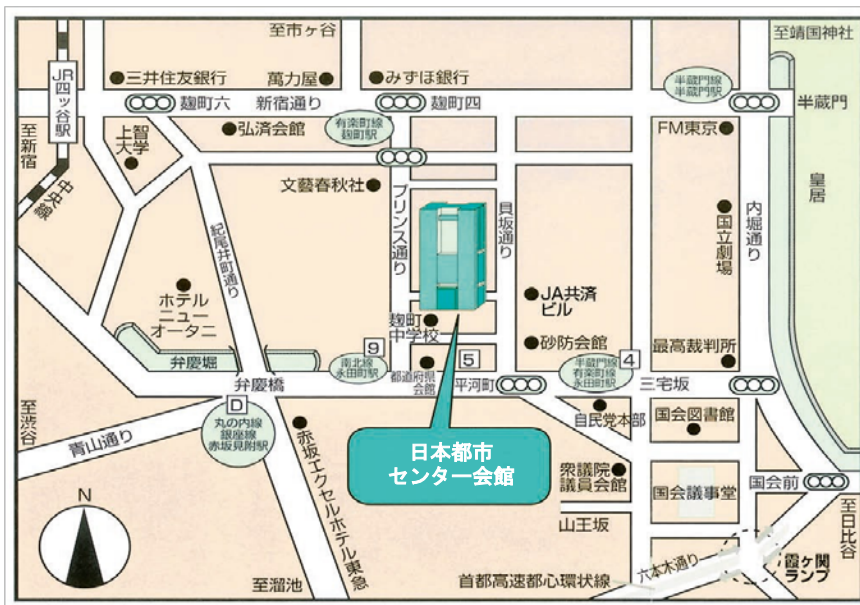 至市ヶ谷
至靖国神社
JR四ッ谷駅
三井住友銀行
萬力屋
みずほ銀行
半蔵門線
半蔵門駅
麹町六
新宿通り
麹町四
半蔵門
至新宿
上智
大学
弘済会館
有楽町線
麹町駅
FM東京
中央線
文藝春秋社
プリンス通り
貝坂通り
皇居
紀尾井町通り
国立劇場
内堀通り
ホテル
ニュー
オータニ
JA共済
ビル
麹町
中学校
砂防会館
最高裁判所
弁慶堀
9
南北線
永田町駅
都道府県
会館
5
平河町
半蔵門線
有楽町線
永田町駅
4
三宅坂
弁慶橋
至渋谷
青山通り
D
丸の内線
銀座線
赤坂見附駅
赤坂エクセルホテル東急
自民党本部
国会図書館
日本都市
センター会館
衆議院
議員会館
国会議事堂
国会前
至日比谷
N
山王坂
六本木通り
霞ヶ関
ランプ
至溜池
首都高速都心環状線